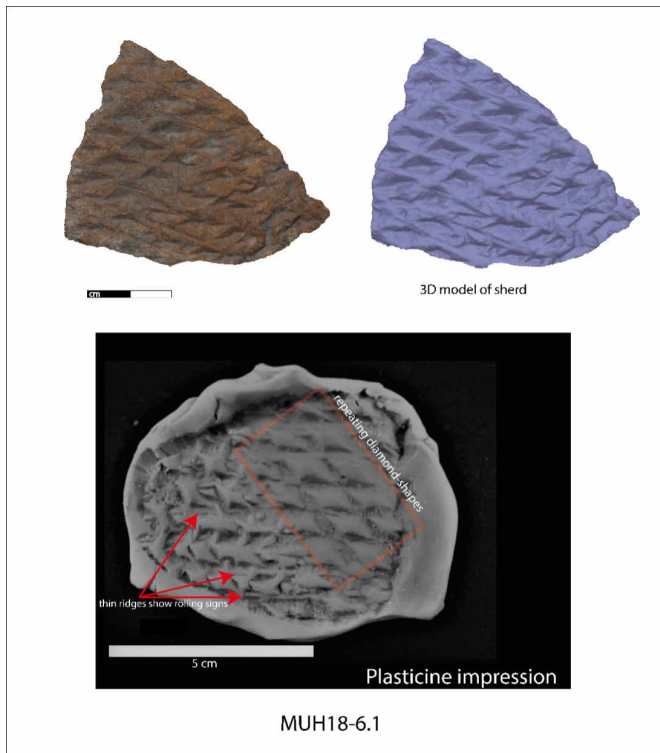 cm
3D model of sherd
repeating diamond-shapes
thin ridges show rolling signs
5 cm
Plasticine impression
MUH18-6.1